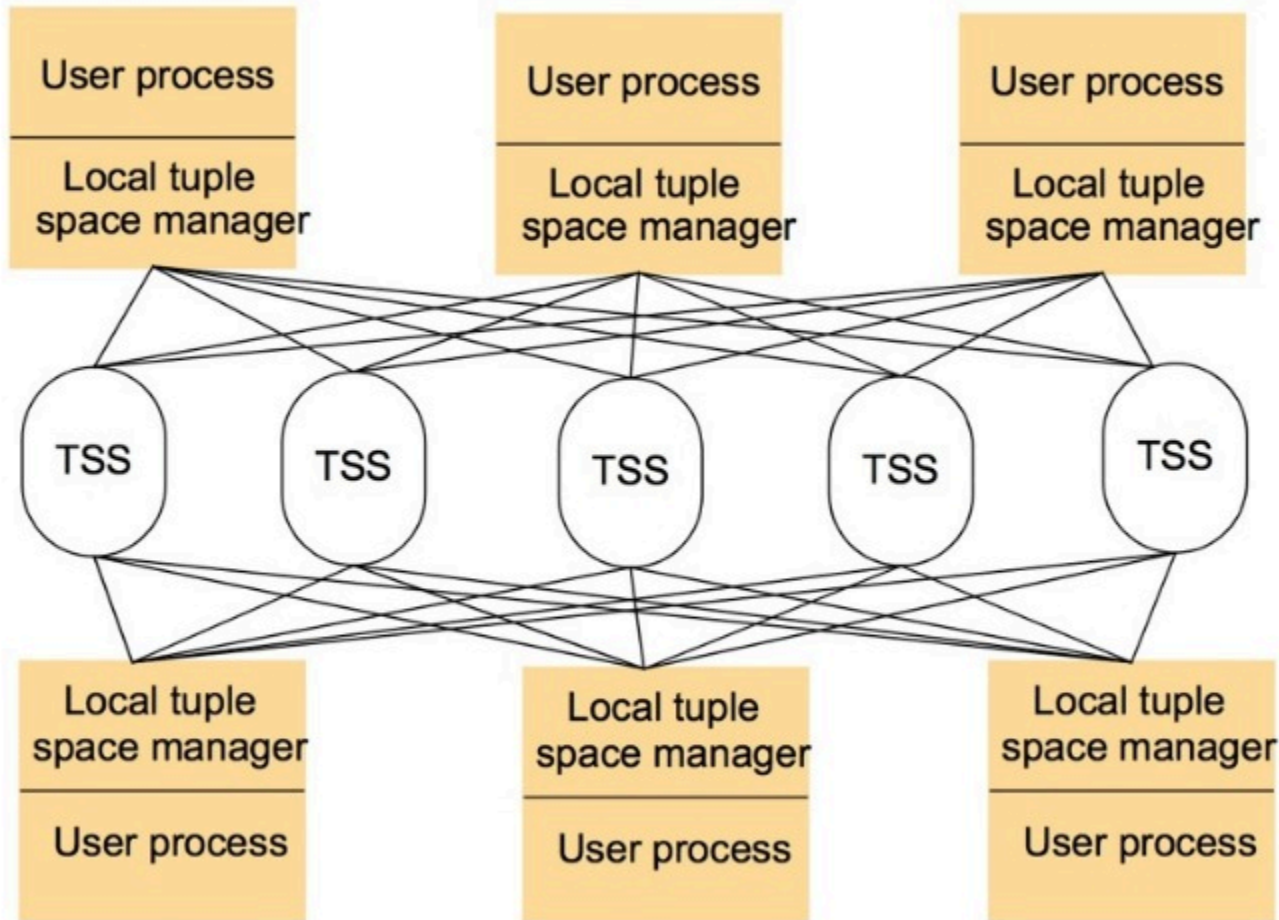 User process
Local tuple
space manager
User process
Local tuple
space manager
User process
Local tuple
space manager
TSS
TSS
TSS
TSS
TSS
Local tuple
space manager
User process
Local tuple
space manager
User process
Local tuple
space manager
User process